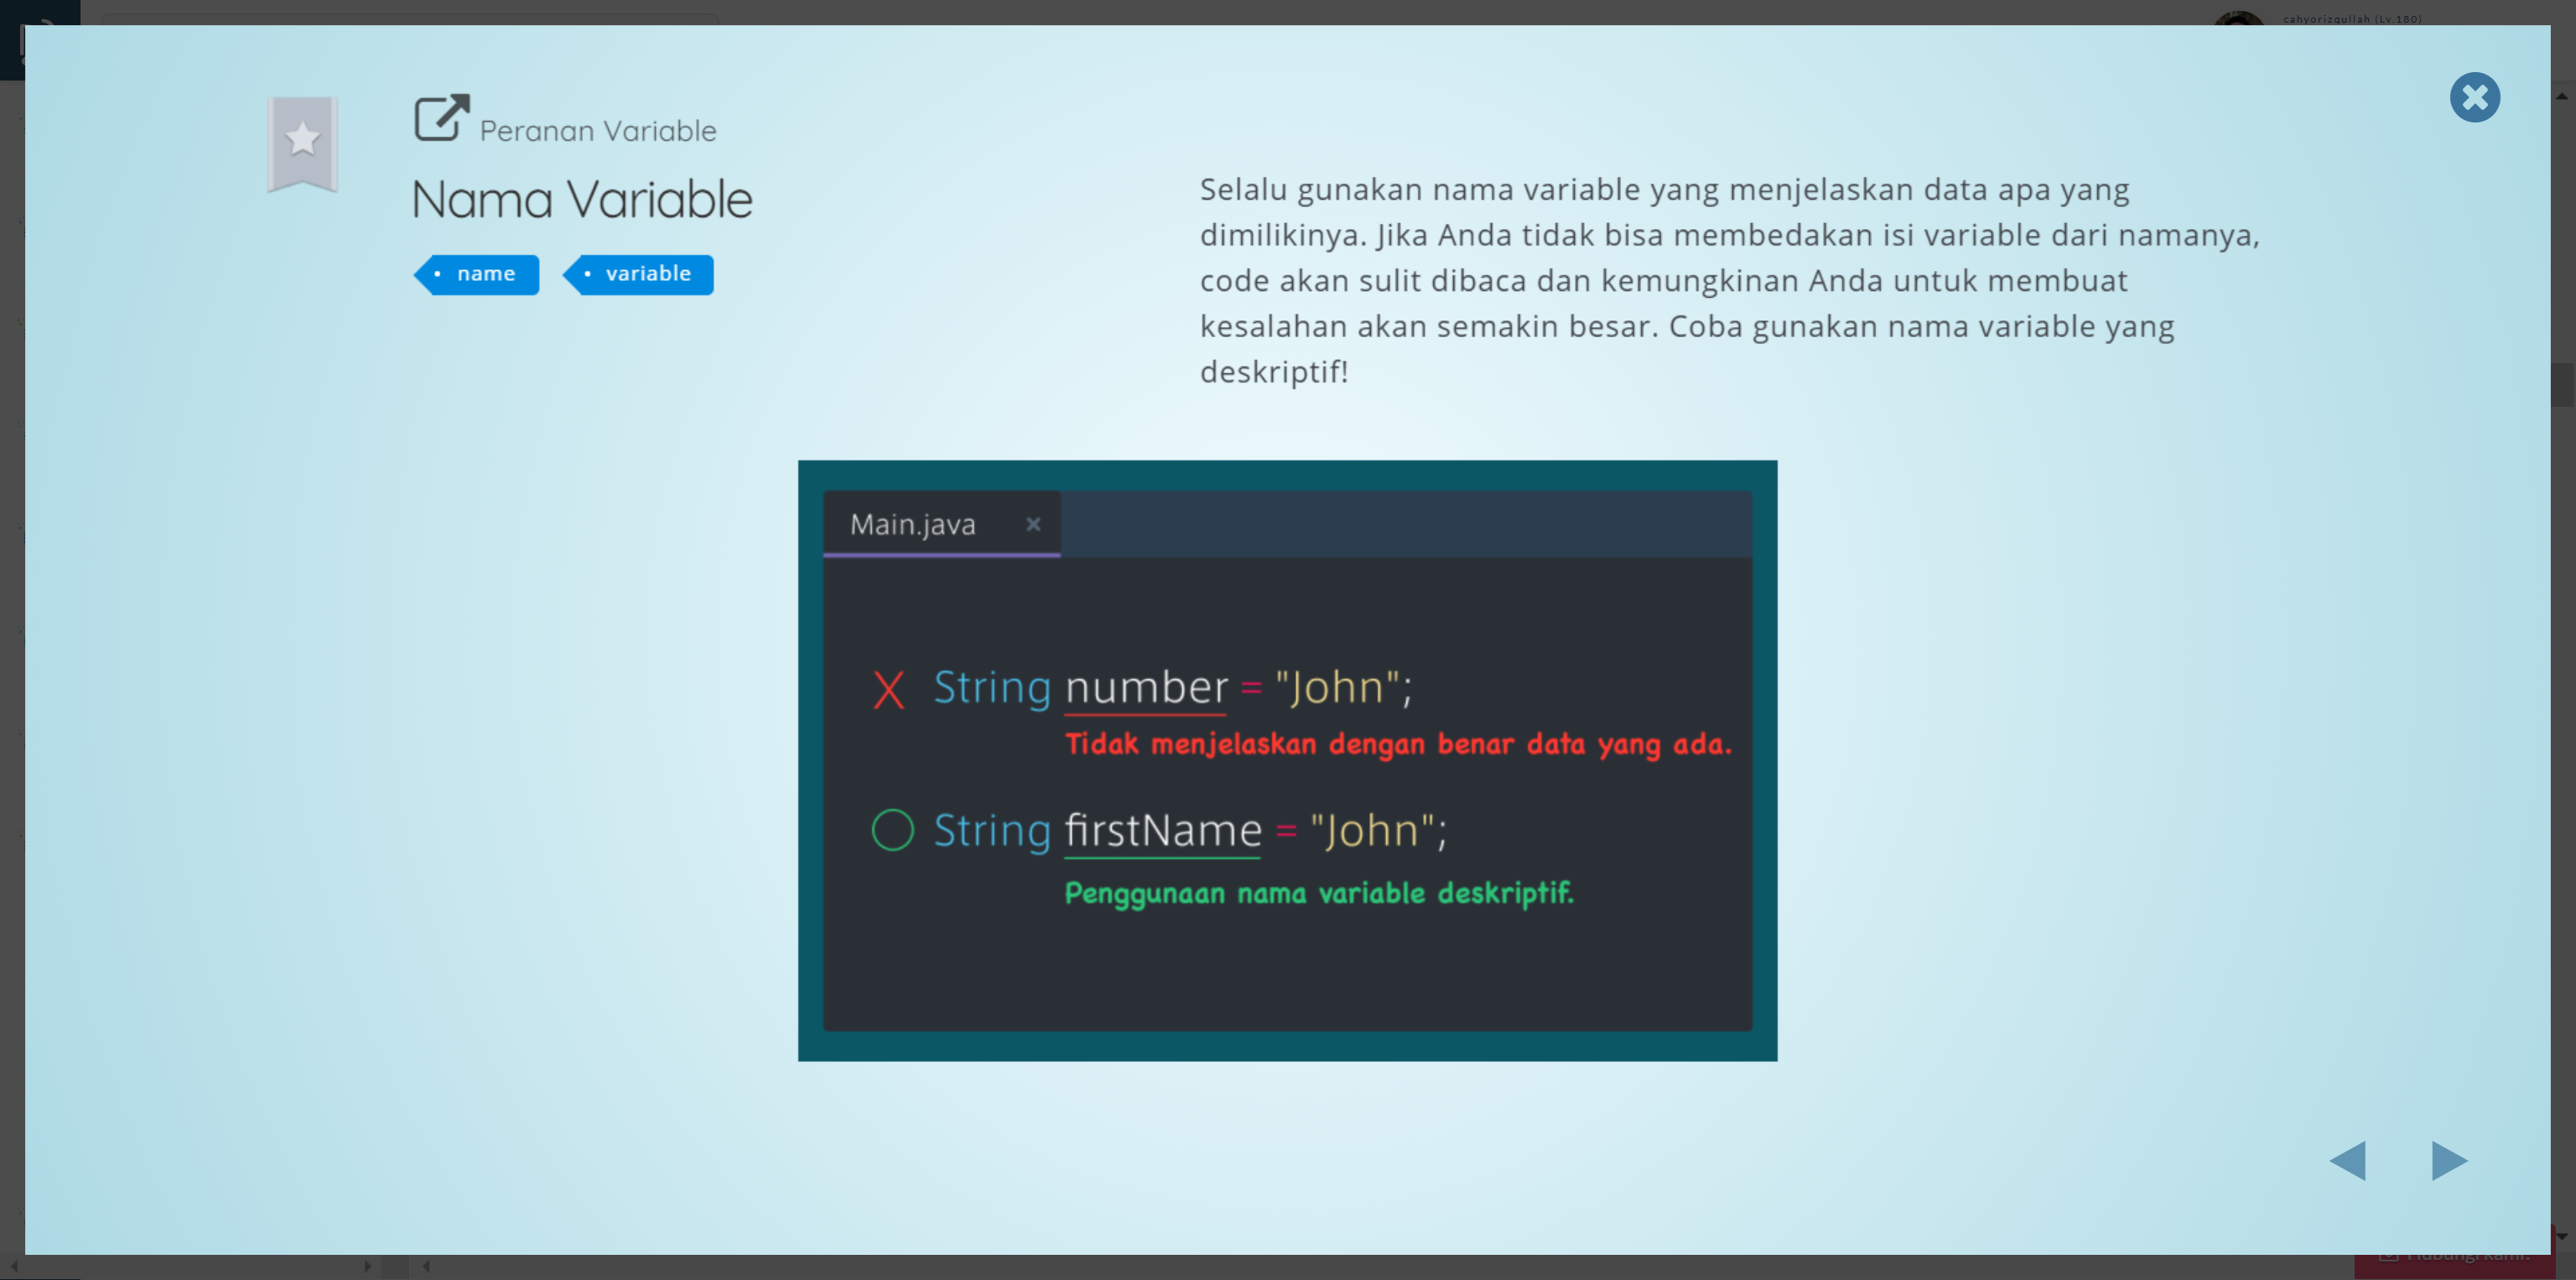 cahyorizqullah (Lv.180)
Peranan Variable
Nama Variable
name
variable
Selalu gunakan nama variable yang menjelaskan data apa yang
dimilikinya. Jika Anda tidak bisa membedakan isi variable dari namanya,
code akan sulit dibaca dan kemungkinan Anda untuk membuat
kesalahan akan semakin besar. Coba gunakan nama variable yang
deskriptif!
Main.java
X String number = "John";
Tidak menjelaskan dengan benar data yang ada.
String firstName = "John";
Penggunaan nama variable deskriptif.
Hubungi kami.